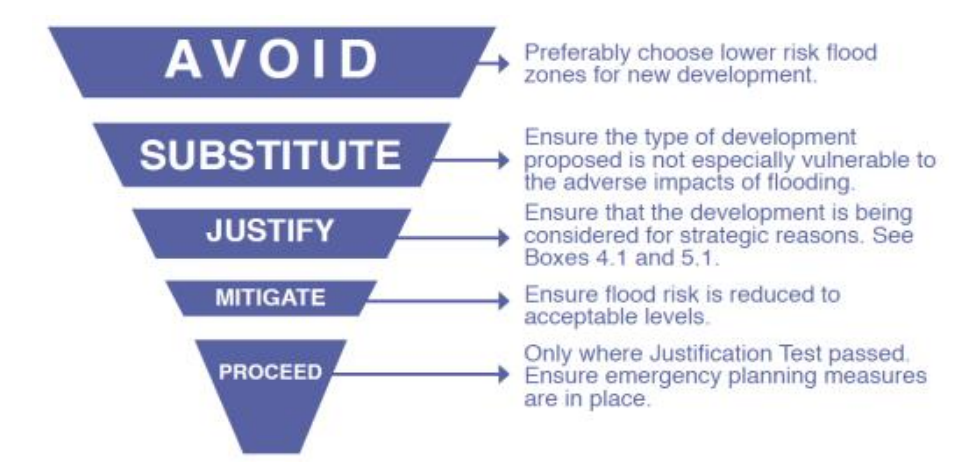 AVOID
Preferably choose lower risk flood
zones for new development.
SUBSTITUTE
Ensure the type of development
proposed is not especially vulnerable to
the adverse impacts of flooding.
JUSTIFY
Ensure that the development is being
considered for strategic reasons. See
Boxes 4.1 and 5.1.
MITIGATE
Ensure flood risk is reduced to
acceptable levels.
PROCEED
Only where Justification Test passed.
Ensure emergency planning measures
are in place.